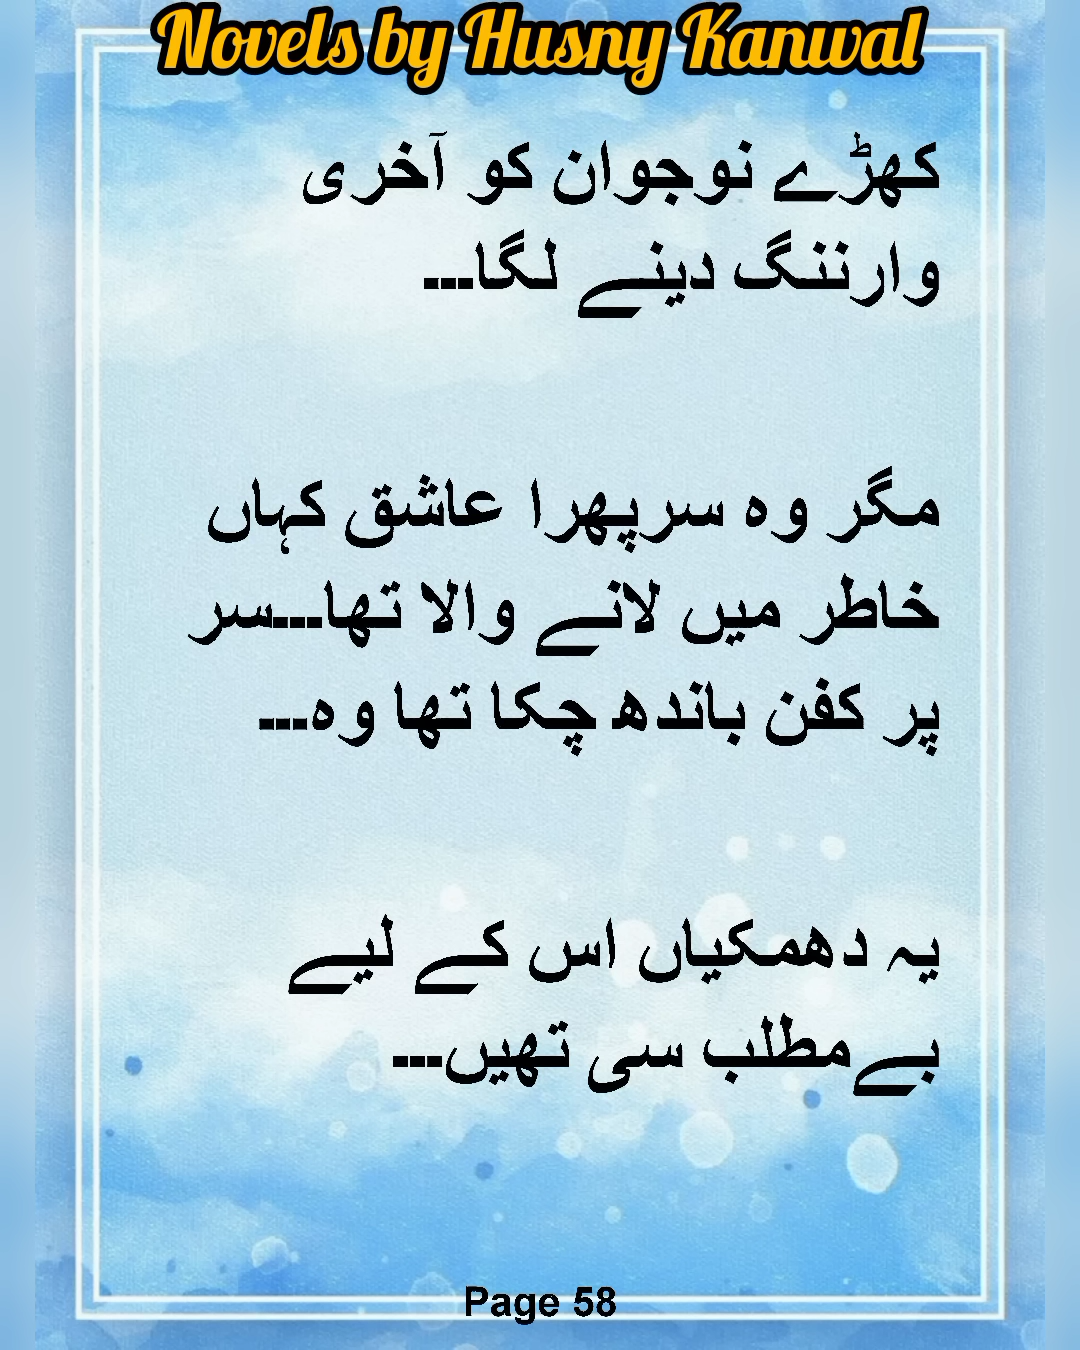 Novels by Husny Kanwal
کھڑے نوجوان کو آخری
وارننگ دینے لگا---
مگر وہ سرپھرا عاشق کہاں
خاطر میں لانے والا تھا---سر
پر کفن باندھ چکا تھا وہ---
یہ دھمکیاں اس کے لیے
بےمطلب سی تھیں---
Page 58